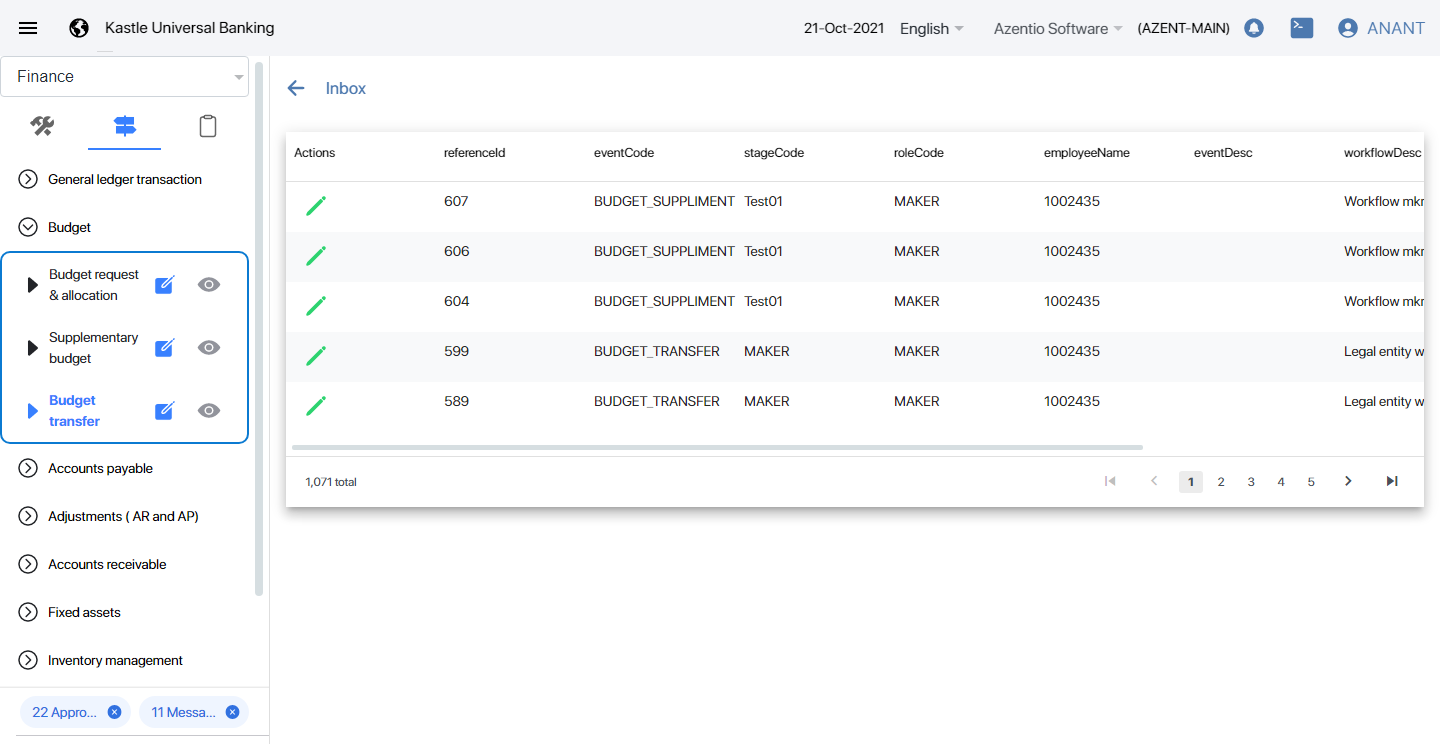 Kastle Universal Banking
21-Oct-2021 English Azentio Software (AZENT-MAIN) ANANT
Finance
General ledger transaction
Budget
Budget request
& allocation
Supplementary
budget
Budget
transfer
Accounts payable
Adjustments ( AR and AP)
Accounts receivable
Fixed assets
Inventory management
22 Appro... 11 Messa...
Inbox
Actions referenceId eventCode stageCode roleCode employeeName eventDesc workflowDesc
607 BUDGET_SUPPLIMENT Test01 MAKER 1002435 Workflow mkr
606 BUDGET_SUPPLIMENT Test01 MAKER 1002435 Workflow mkr
604 BUDGET_SUPPLIMENT Test01 MAKER 1002435 Workflow mkr
599 BUDGET_TRANSFER MAKER MAKER 1002435 Legal entity w
589 BUDGET_TRANSFER MAKER MAKER 1002435 Legal entity w
1,071 total 1 2 3 4 5